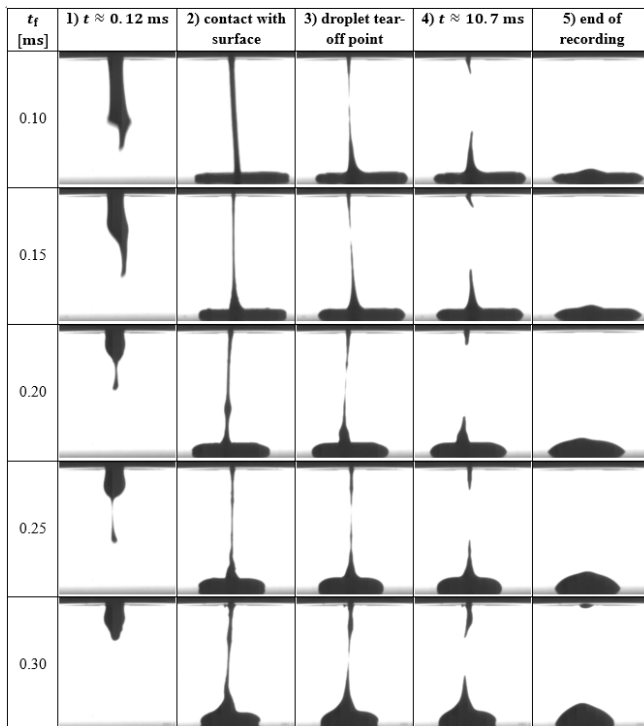 t_f 1) t ≈ 0.12 ms 2) contact with 3) droplet tear- 4) t ≈ 10.7 ms 5) end of
[ms] surface off point recording
0.10
0.15
0.20
0.25
0.30